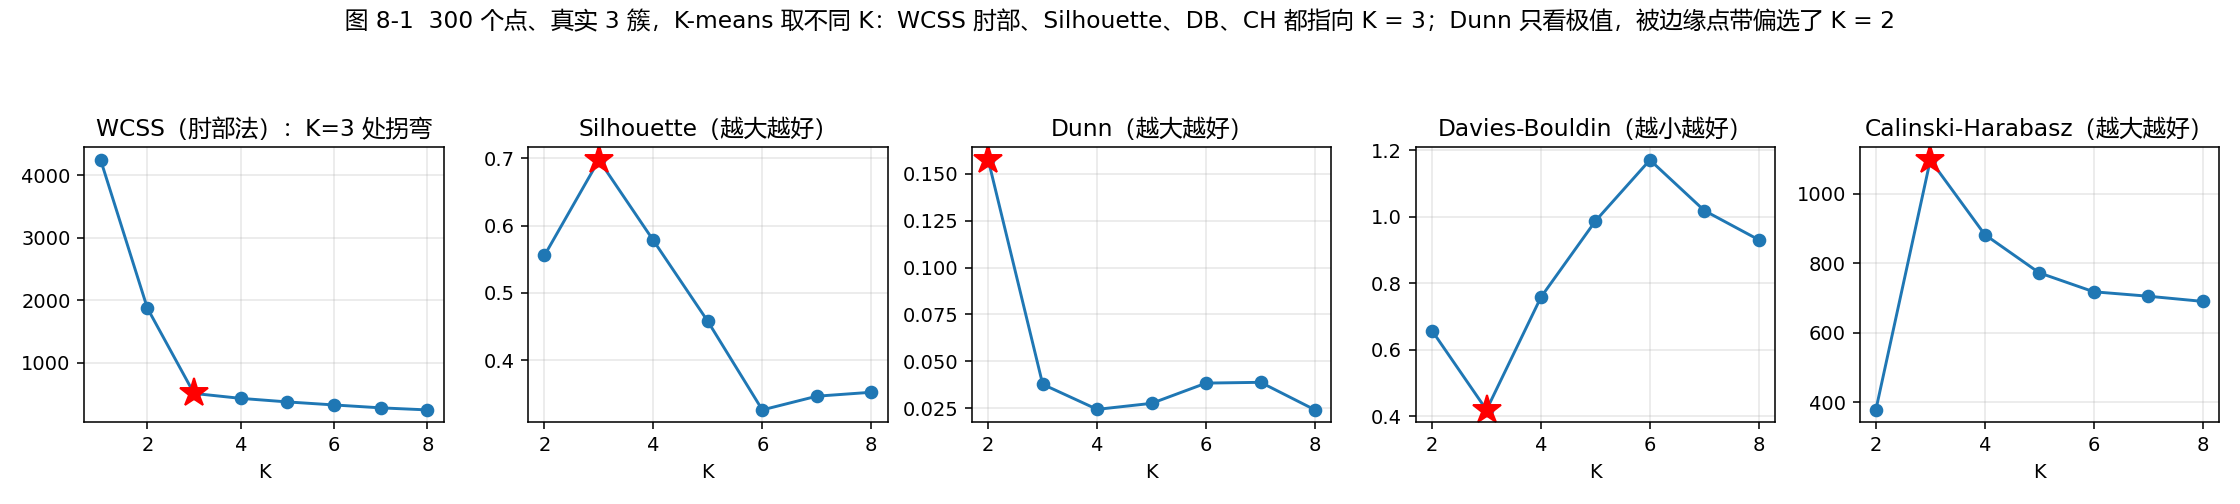 图 8-1  300 个点、真实 3 簇，K-means 取不同 K：WCSS 肘部、Silhouette、DB、CH 都指向 K = 3；Dunn 只看极值，被边缘点带偏选了 K = 2
WCSS（肘部法）：K=3 处拐弯
4000
3000
2000
1000
2 4 6 8
K
Silhouette（越大越好）
0.7
0.6
0.5
0.4
2 4 6 8
K
Dunn（越大越好）
0.150
0.125
0.100
0.075
0.050
0.025
2 4 6 8
K
Davies-Bouldin（越小越好）
1.2
1.0
0.8
0.6
0.4
2 4 6 8
K
Calinski-Harabasz（越大越好）
1000
800
600
400
2 4 6 8
K